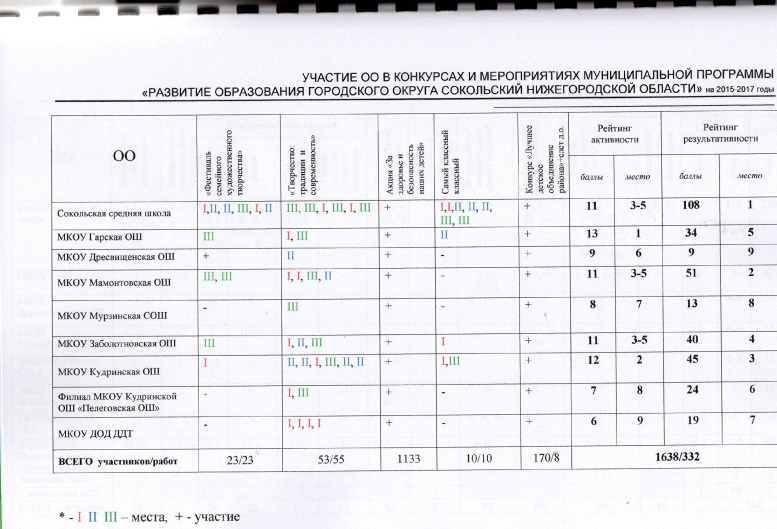 УЧАСТИЕ ОО В КОНКУРСАХ И МЕРОПРИЯТИЯХ МУНИЦИПАЛЬНОЙ ПРОГРАММЫ
«РАЗВИТИЕ ОБРАЗОВАНИЯ ГОРОДСКОГО ОКРУГА СОКОЛЬСКИЙ НИЖЕГОРОДСКОЙ ОБЛАСТИ» на 2015-2017 годы
ОО
«Фестиваль
семейного
художественного
творчества»
«Творчество:
традиции и
современность»
Акция «За
здоровье и
безопасность
наших детей»
Самый классный
классный
Конкурс «Лучшее
детское
объединение
района»+слет д.о.
Рейтинг
активности
Рейтинг
результативности
баллы место баллы место
Сокольская средняя школа I,II, II, III, I, II III, III, I, III, I, III + I,I,II, II, II,
III, III + 11 3-5 108 1
МКОУ Гарская ОШ III I, III + II + 13 1 34 5
МКОУ Дресвищенская ОШ + II + - + 9 6 9 9
МКОУ Мамонтовская ОШ III, III I, I, III, II + - + 11 3-5 51 2
МКОУ Мурзинская СОШ - III + - + 8 7 13 8
МКОУ Заболотновская ОШ III I, II, III + I + 11 3-5 40 4
МКОУ Кудринская ОШ I II, II, I, III, II, II + I,III + 12 2 45 3
Филиал МКОУ Кудринской
ОШ «Пелеговская ОШ» - I, III + - + 7 8 24 6
МКОУ ДОД ДДТ - I, I, I, I + - + 6 9 19 7
ВСЕГО участников/работ 23/23 53/55 1133 10/10 170/8 1638/332
* - I II III – места, + - участие